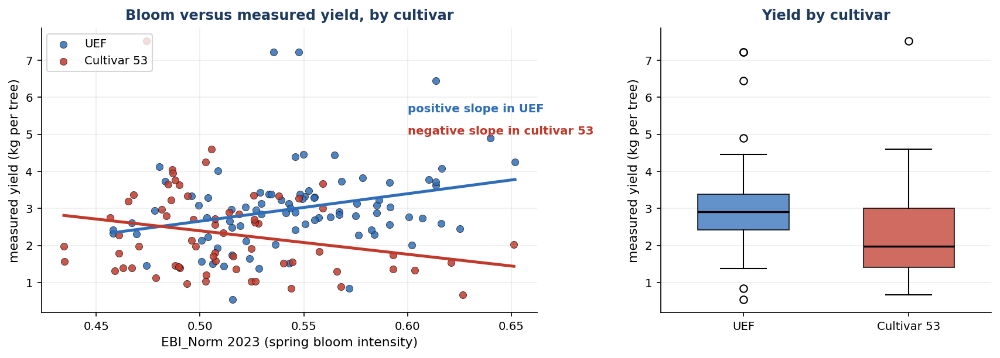 Bloom versus measured yield, by cultivar
UEF
Cultivar 53
positive slope in UEF
negative slope in cultivar 53
measured yield (kg per tree)
7
6
5
4
3
2
1
0.45
0.50
0.55
0.60
0.65
EBI_Norm 2023 (spring bloom intensity)
Yield by cultivar
measured yield (kg per tree)
7
6
5
4
3
2
1
UEF
Cultivar 53